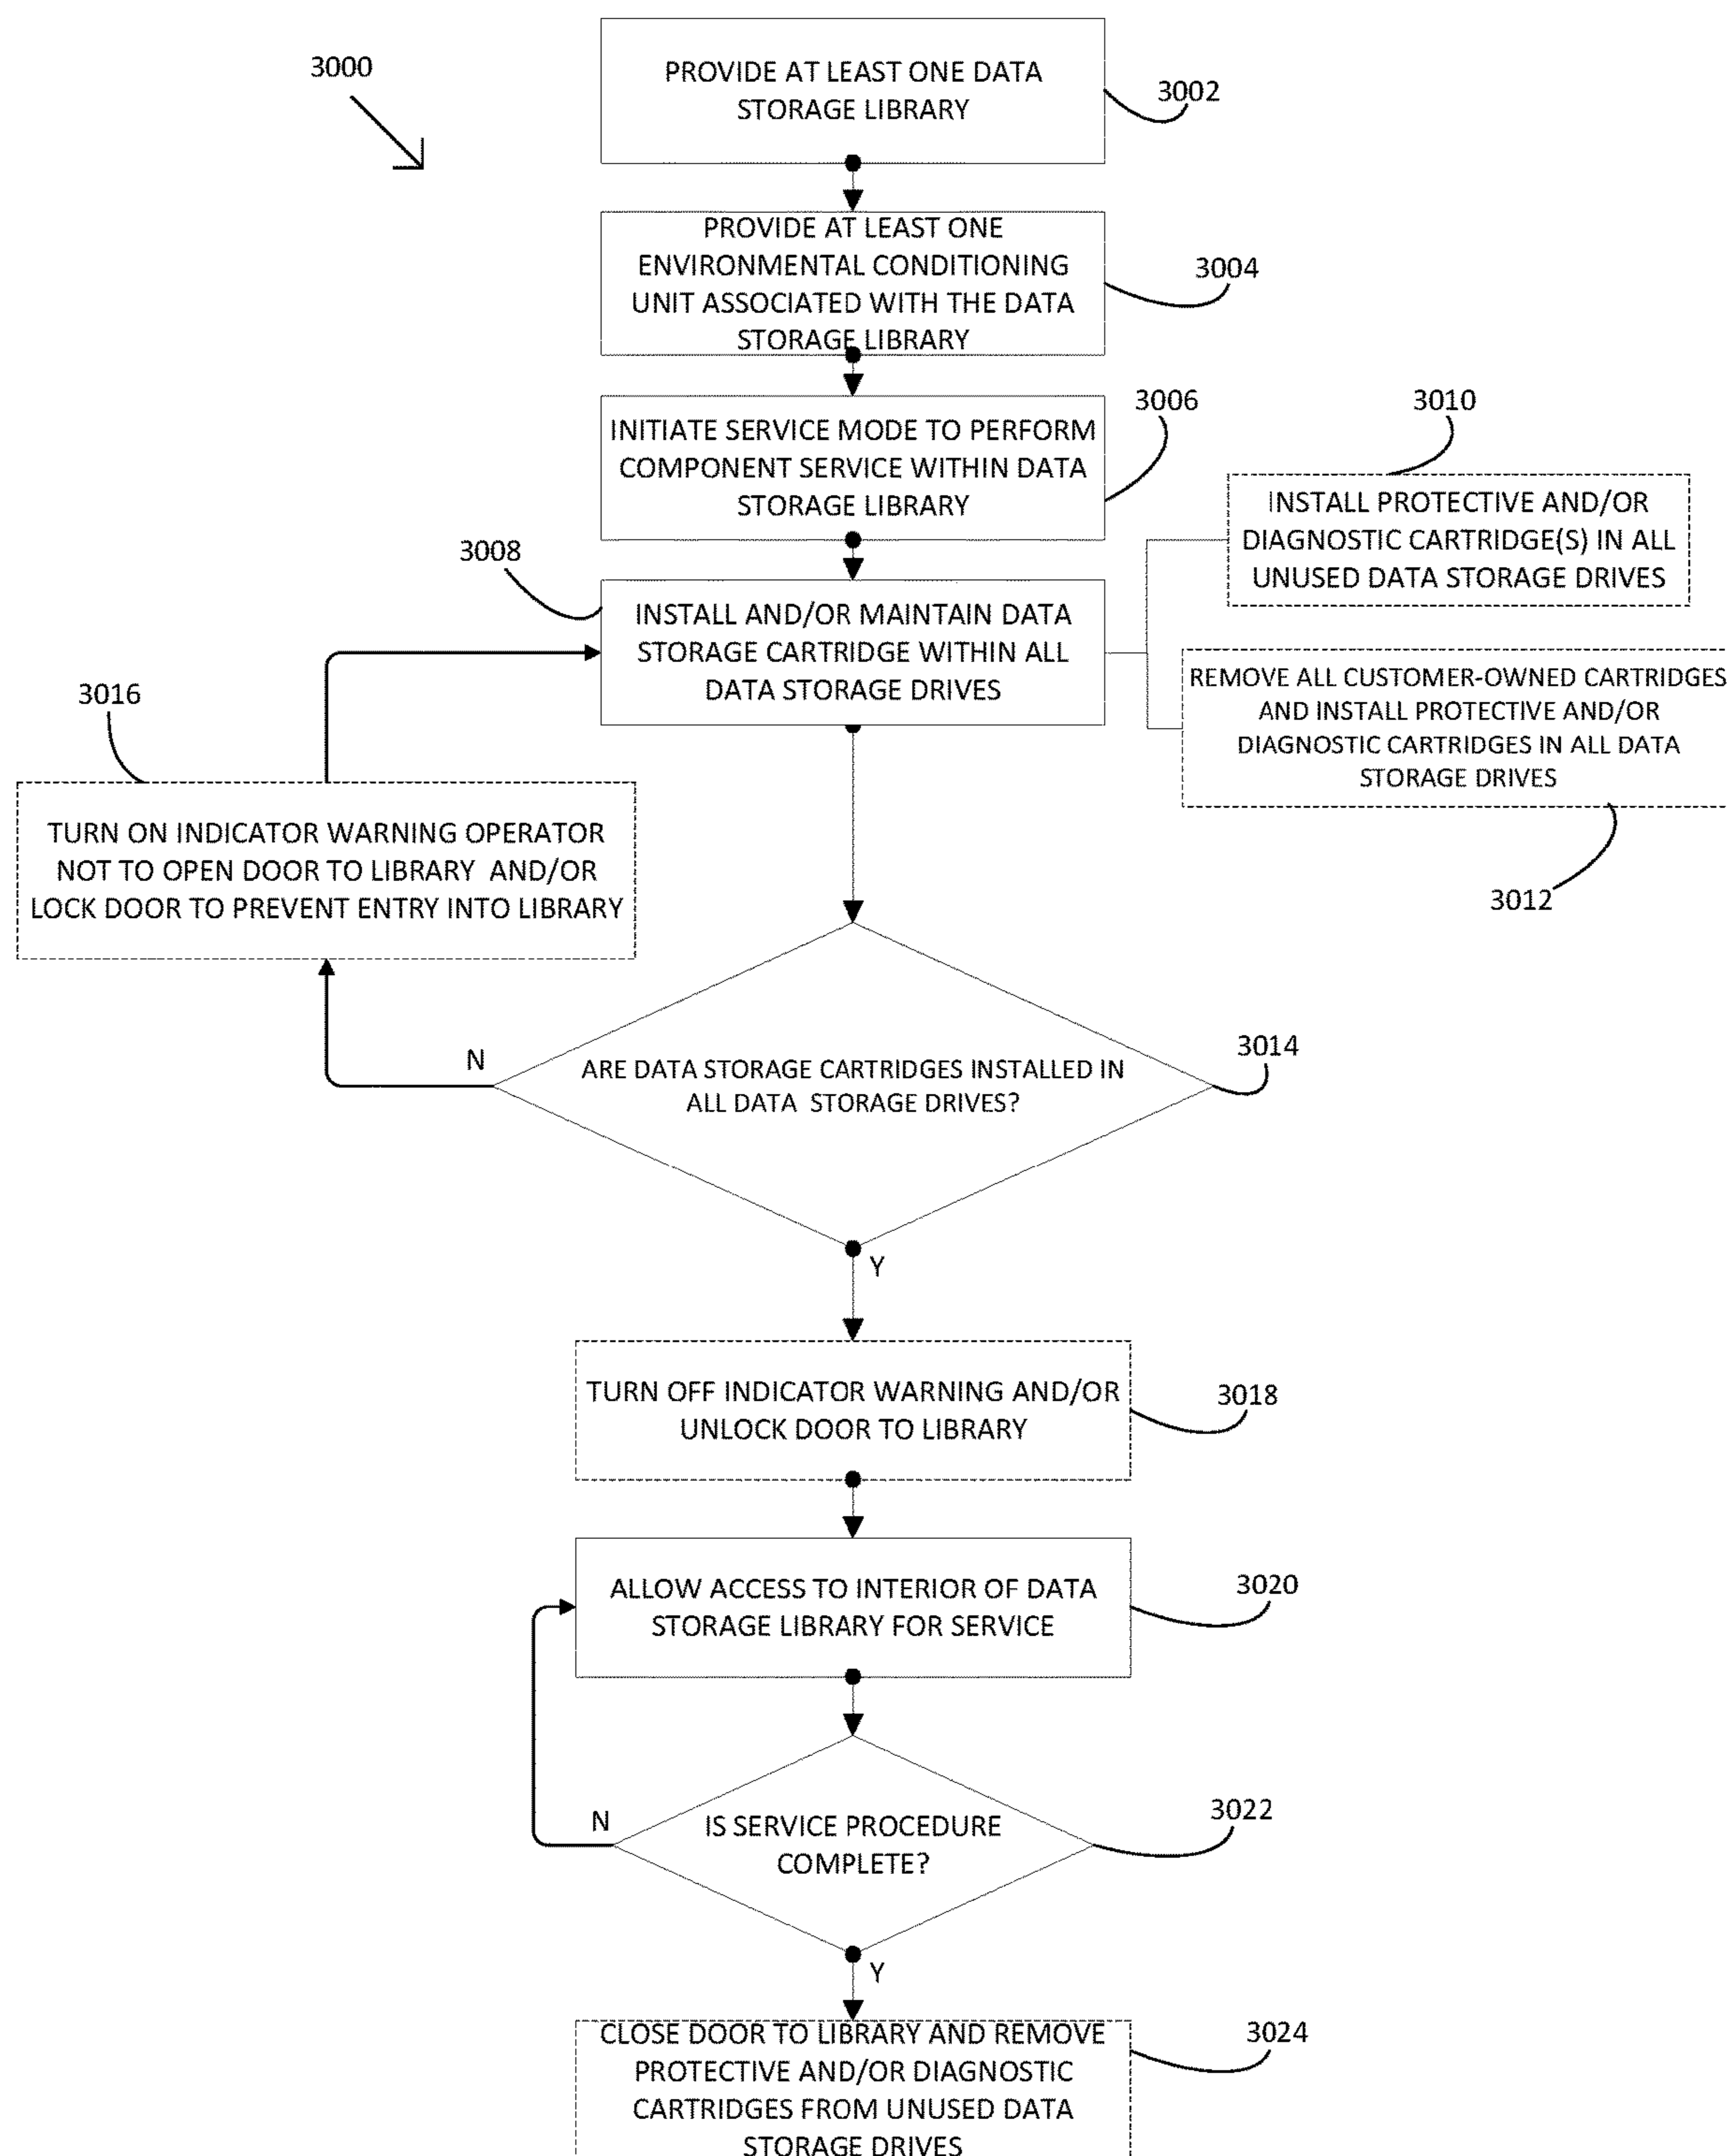 3000
PROVIDE AT LEAST ONE DATA
STORAGE LIBRARY
3002
PROVIDE AT LEAST ONE
ENVIRONMENTAL CONDITIONING
UNIT ASSOCIATED WITH THE DATA
STORAGE LIBRARY
3004
INITIATE SERVICE MODE TO PERFORM
COMPONENT SERVICE WITHIN DATA
STORAGE LIBRARY
3006
3010
INSTALL PROTECTIVE AND/OR
DIAGNOSTIC CARTRIDGE(S) IN ALL
UNUSED DATA STORAGE DRIVES
3008
INSTALL AND/OR MAINTAIN DATA
STORAGE CARTRIDGE WITHIN ALL
DATA STORAGE DRIVES
REMOVE ALL CUSTOMER-OWNED CARTRIDGES
AND INSTALL PROTECTIVE AND/OR
DIAGNOSTIC CARTRIDGES IN ALL DATA
STORAGE DRIVES
3012
3016
TURN ON INDICATOR WARNING OPERATOR
NOT TO OPEN DOOR TO LIBRARY AND/OR
LOCK DOOR TO PREVENT ENTRY INTO LIBRARY
N
ARE DATA STORAGE CARTRIDGES INSTALLED IN
ALL DATA STORAGE DRIVES?
3014
Y
TURN OFF INDICATOR WARNING AND/OR
UNLOCK DOOR TO LIBRARY
3018
ALLOW ACCESS TO INTERIOR OF DATA
STORAGE LIBRARY FOR SERVICE
3020
N
IS SERVICE PROCEDURE
COMPLETE?
3022
Y
CLOSE DOOR TO LIBRARY AND REMOVE
PROTECTIVE AND/OR DIAGNOSTIC
CARTRIDGES FROM UNUSED DATA
STORAGE DRIVES
3024